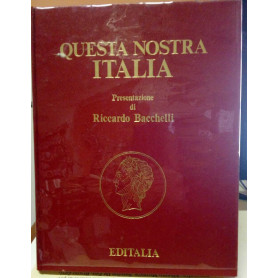 QUESTA NOSTRA
ITALIA
Presentazione
di
Riccardo Bacchelli
EDITALIA